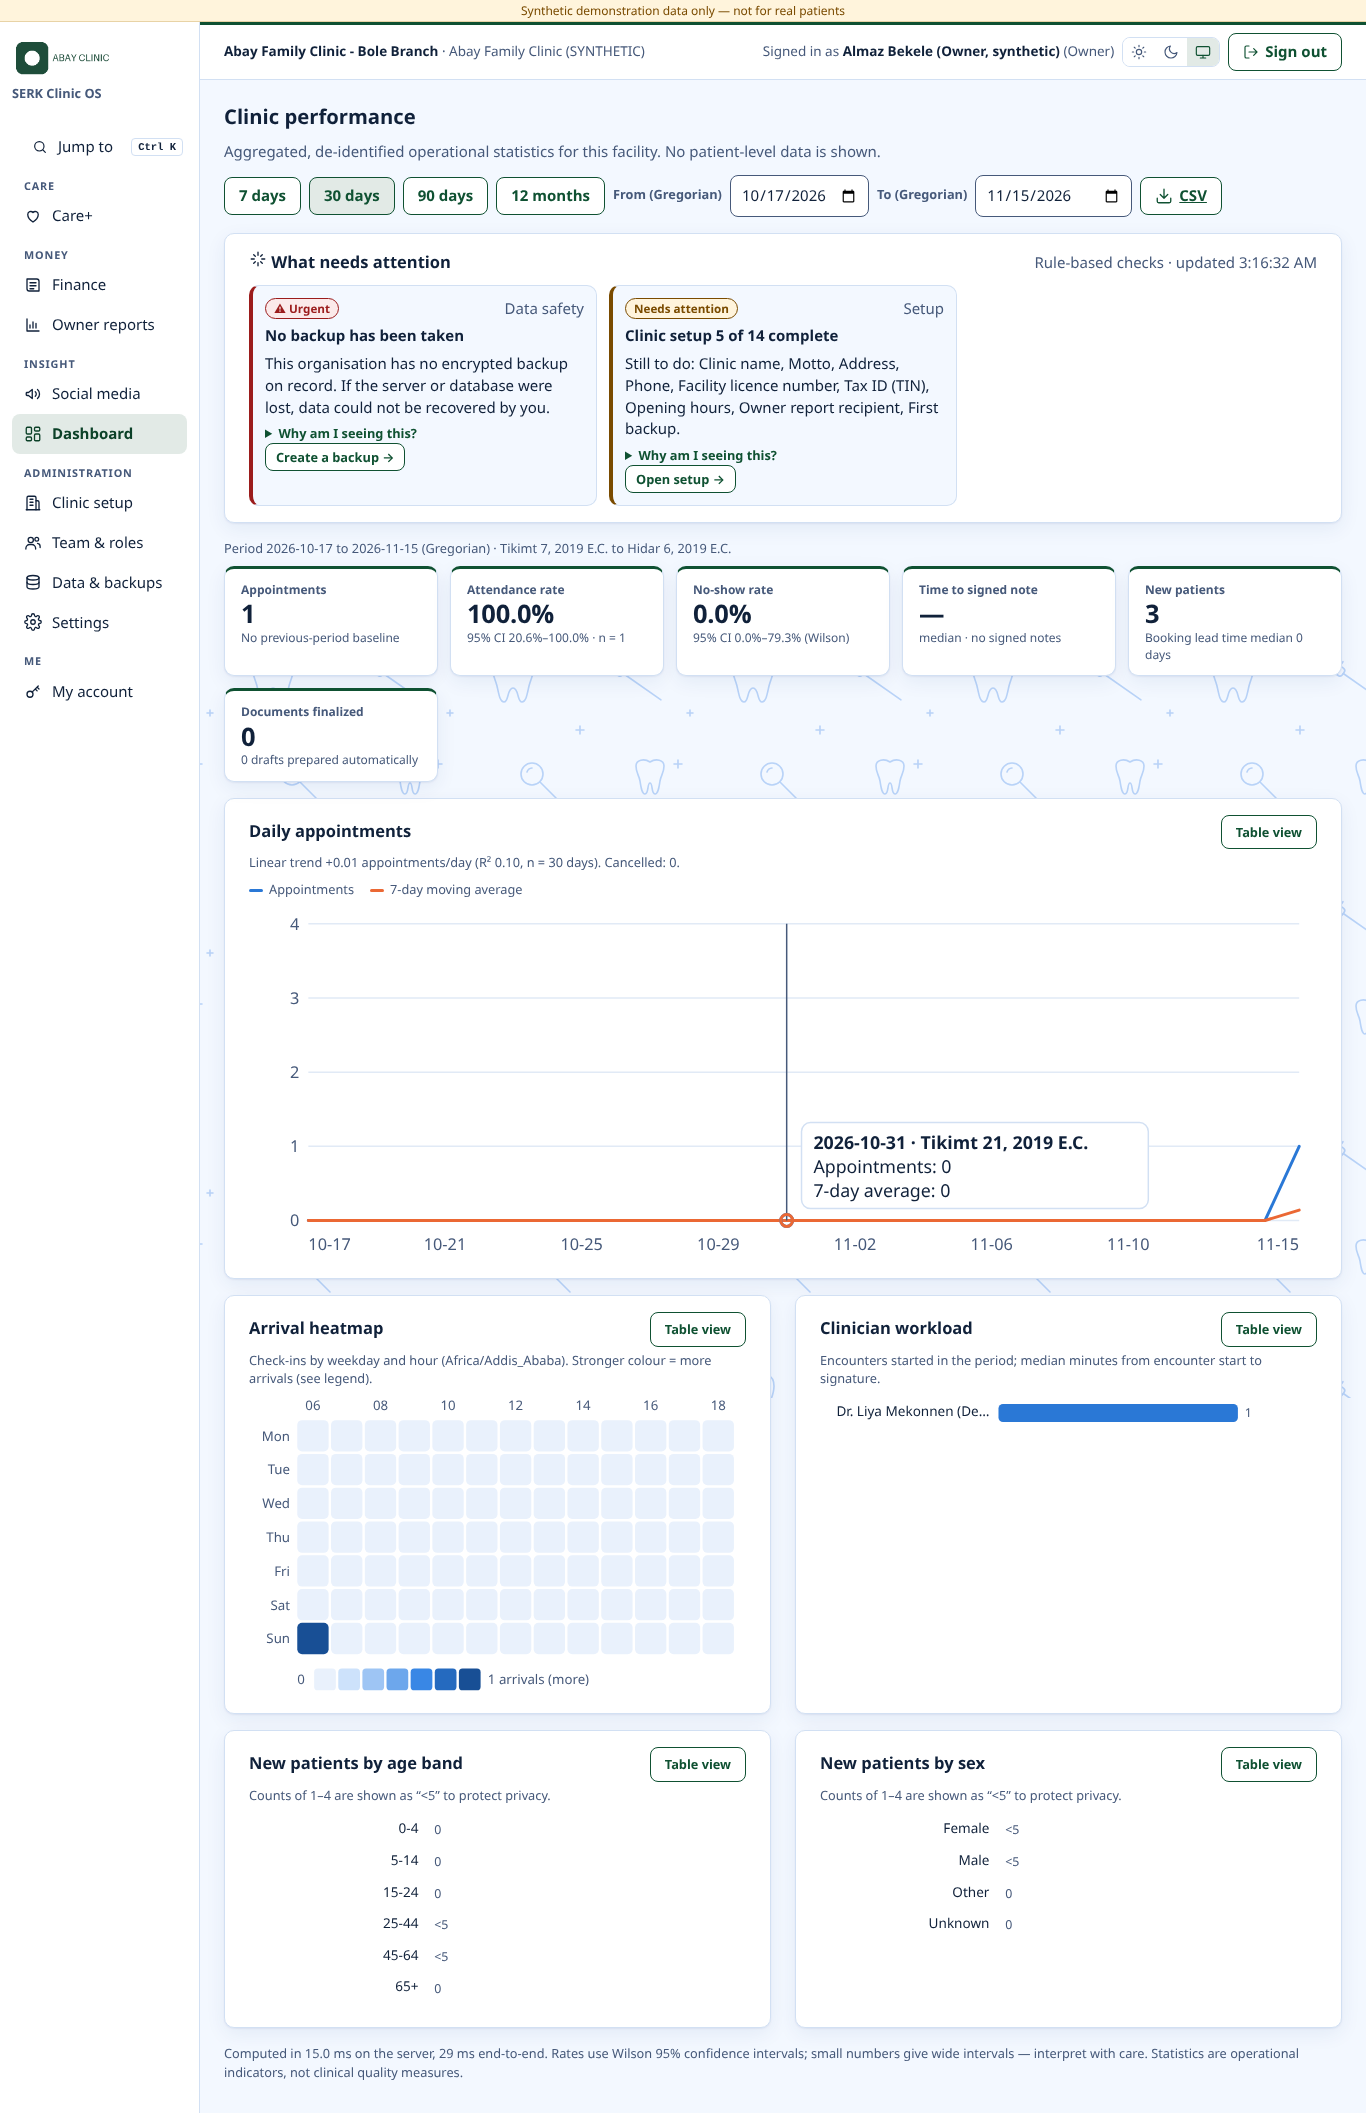 Synthetic demonstration data only — not for real patients
ABAY CLINIC
SERK Clinic OS
Jump to Ctrl K
CARE
Care+
MONEY
Finance
Owner reports
INSIGHT
Social media
Dashboard
ADMINISTRATION
Clinic setup
Team & roles
Data & backups
Settings
ME
My account
Abay Family Clinic - Bole Branch · Abay Family Clinic (SYNTHETIC)
Signed in as Almaz Bekele (Owner, synthetic) (Owner)
Sign out
Clinic performance
Aggregated, de-identified operational statistics for this facility. No patient-level data is shown.
7 days 30 days 90 days 12 months From (Gregorian) 10/17/2026 To (Gregorian) 11/15/2026 CSV
What needs attention
Rule-based checks · updated 3:16:32 AM
Urgent Data safety
No backup has been taken
This organisation has no encrypted backup
on record. If the server or database were
lost, data could not be recovered by you.
Why am I seeing this?
Create a backup →
Needs attention Setup
Clinic setup 5 of 14 complete
Still to do: Clinic name, Motto, Address,
Phone, Facility licence number, Tax ID (TIN),
Opening hours, Owner report recipient, First
backup.
Why am I seeing this?
Open setup →
Period 2026-10-17 to 2026-11-15 (Gregorian) · Tikimt 7, 2019 E.C. to Hidar 6, 2019 E.C.
Appointments
1
No previous-period baseline
Attendance rate
100.0%
95% CI 20.6%–100.0% · n = 1
No-show rate
0.0%
95% CI 0.0%–79.3% (Wilson)
Time to signed note
—
median · no signed notes
New patients
3
Booking lead time median 0
days
Documents finalized
0
0 drafts prepared automatically
Daily appointments
Table view
Linear trend +0.01 appointments/day (R² 0.10, n = 30 days). Cancelled: 0.
Appointments 7-day moving average
4
3
2
1
0
2026-10-31 · Tikimt 21, 2019 E.C.
Appointments: 0
7-day average: 0
10-17 10-21 10-25 10-29 11-02 11-06 11-10 11-15
Arrival heatmap
Table view
Check-ins by weekday and hour (Africa/Addis_Ababa). Stronger colour = more
arrivals (see legend).
06 08 10 12 14 16 18
Mon
Tue
Wed
Thu
Fri
Sat
Sun
0 1 arrivals (more)
Clinician workload
Table view
Encounters started in the period; median minutes from encounter start to
signature.
Dr. Liya Mekonnen (De… 1
New patients by age band
Table view
Counts of 1–4 are shown as “<5” to protect privacy.
0-4 0
5-14 0
15-24 0
25-44 <5
45-64 <5
65+ 0
New patients by sex
Table view
Counts of 1–4 are shown as “<5” to protect privacy.
Female <5
Male <5
Other 0
Unknown 0
Computed in 15.0 ms on the server, 29 ms end-to-end. Rates use Wilson 95% confidence intervals; small numbers give wide intervals — interpret with care. Statistics are operational
indicators, not clinical quality measures.